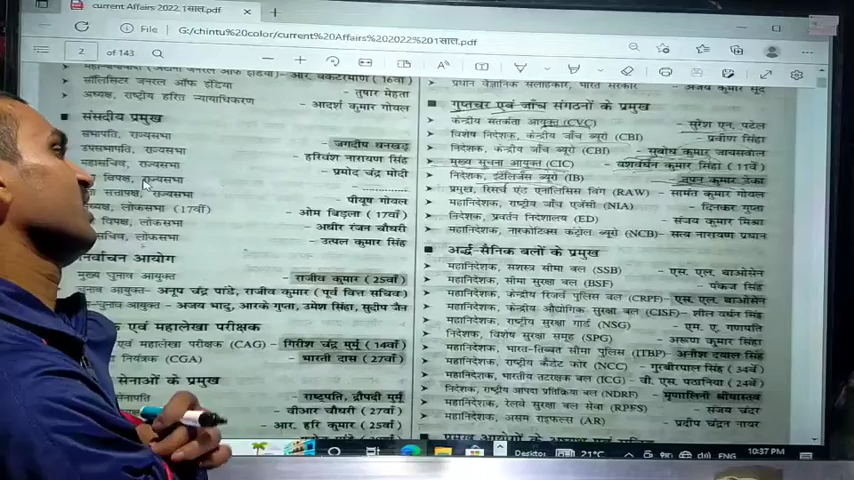 current Affairs 2022 1साल.pdf
File
G:/chintu%20color/current%20Affairs%202022%201साल.pdf
2 of 143
सॉलिसिटर जनरल ऑफ इंडिया - तुषार मेहता
अध्यक्ष, राष्ट्रीय हरित न्यायाधिकरण - आदर्श कुमार गोयल
संसदीय प्रमुख
सभापति, राज्यसभा - जगदीप धनखड़
उपसभापति, राज्यसभा - हरिवंश नारायण सिंह
महासचिव, राज्यसभा - प्रमोद चंद्र मोदी
विपक्ष, राज्यसभा - ..............
सत्तापक्ष, राज्यसभा - पीयूष गोयल
लोकसभा (17वीं) - ओम बिड़ला (17वां)
विपक्ष, लोकसभा - अधीर रंजन चौधरी
लोकसभा - उत्पल कुमार सिंह
निर्वाचन आयोग
मुख्य चुनाव आयुक्त - राजीव कुमार (25वां)
चुनाव आयुक्त- अनूप चंद्र पांडे, राजीव कुमार (पूर्व वित्त सचिव)
चुनाव आयुक्त - अजय भादू, आरके गुप्ता, उमेश सिंहा, सुदीप जैन
एवं महालेखा परीक्षक
एवं महालेखा परीक्षक (CAG)- गिरीश चंद्र मुर्मू (14वां)
नियंत्रक (CGA) - भारती दास (27वां)
सेनाओं के प्रमुख
- राष्ट्रपति, द्रौपदी मुर्मू
- वीआर चौधरी (27वां)
- आर. हरि कुमार (25वां)
प्रधान वैज्ञानिक सलाहकार, भारत सरकार - अजय कुमार सूद
गुप्तचर एवं जाँच संगठनों के प्रमुख
केन्द्रीय सतर्कता आयुक्त (CVC) - सुरेश एन. पटेल
विशेष निदेशक, केन्द्रीय जाँच ब्यूरो (CBI) - प्रवीण सिंहा
निदेशक, केन्द्रीय जाँच ब्यूरो (CBI) - सुबोध कुमार जायसवाल
मुख्य सूचना आयुक्त (CIC) - यशवर्धन कुमार सिंहा (11वें)
निदेशक, इंटेलिजेंस ब्यूरो (IB) - तपन कुमार डेका
प्रमुख, रिसर्च एंड एनालिसिस विंग (RAW) - सामंत कुमार गोयल
महानिदेशक, राष्ट्रीय जाँच एजेंसी (NIA) - दिनकर गुप्त
निदेशक, प्रवर्तन निदेशालय (ED) - संजय कुमार मिश्रा
महानिदेशक, नारकोटिक्स कंट्रोल ब्यूरो (NCB)- सत्य नारायण प्रधान
अर्द्ध सैनिक बलों के प्रमुख
महानिदेशक, सशस्त्र सीमा बल (SSB) - एस. एल. थाओसेन
महानिदेशक, सीमा सुरक्षा बल (BSF) - पंकज सिंह
महानिदेशक, केन्द्रीय रिजर्व पुलिस बल (CRPF)- एस. एल. थाओसेन
महानिदेशक, केन्द्रीय औद्योगिक सुरक्षा बल (CISF)- शील वर्धन सिंह
महानिदेशक, राष्ट्रीय सुरक्षा गार्ड (NSG) - एम. ए. गणपति
निदेशक, विशेष सुरक्षा समूह (SPG) - अरूण कुमार सिंहा
महानिदेशक, भारत-तिब्बत सीमा पुलिस (ITBP)- अनीश दयाल सिंह
महानिदेशक, राष्ट्रीय कैडेट कोर (NCC) - गुरबीरपाल सिंह (34वें)
महानिदेशक, भारतीय तटरक्षक बल (ICG)- वी. एस. पठानिया (24वें)
निदेशक, राष्ट्रीय आपदा प्रतिक्रिया बल (NDRF)-
महानिदेशक, रेलवे सुरक्षा बल सेवा (RPFS) - संजय चंदर
महानिदेशक, असम राइफल्स (AR) - प्रदीप चंद्रन नायर
Desktop 21°C ENG 10:37 PM